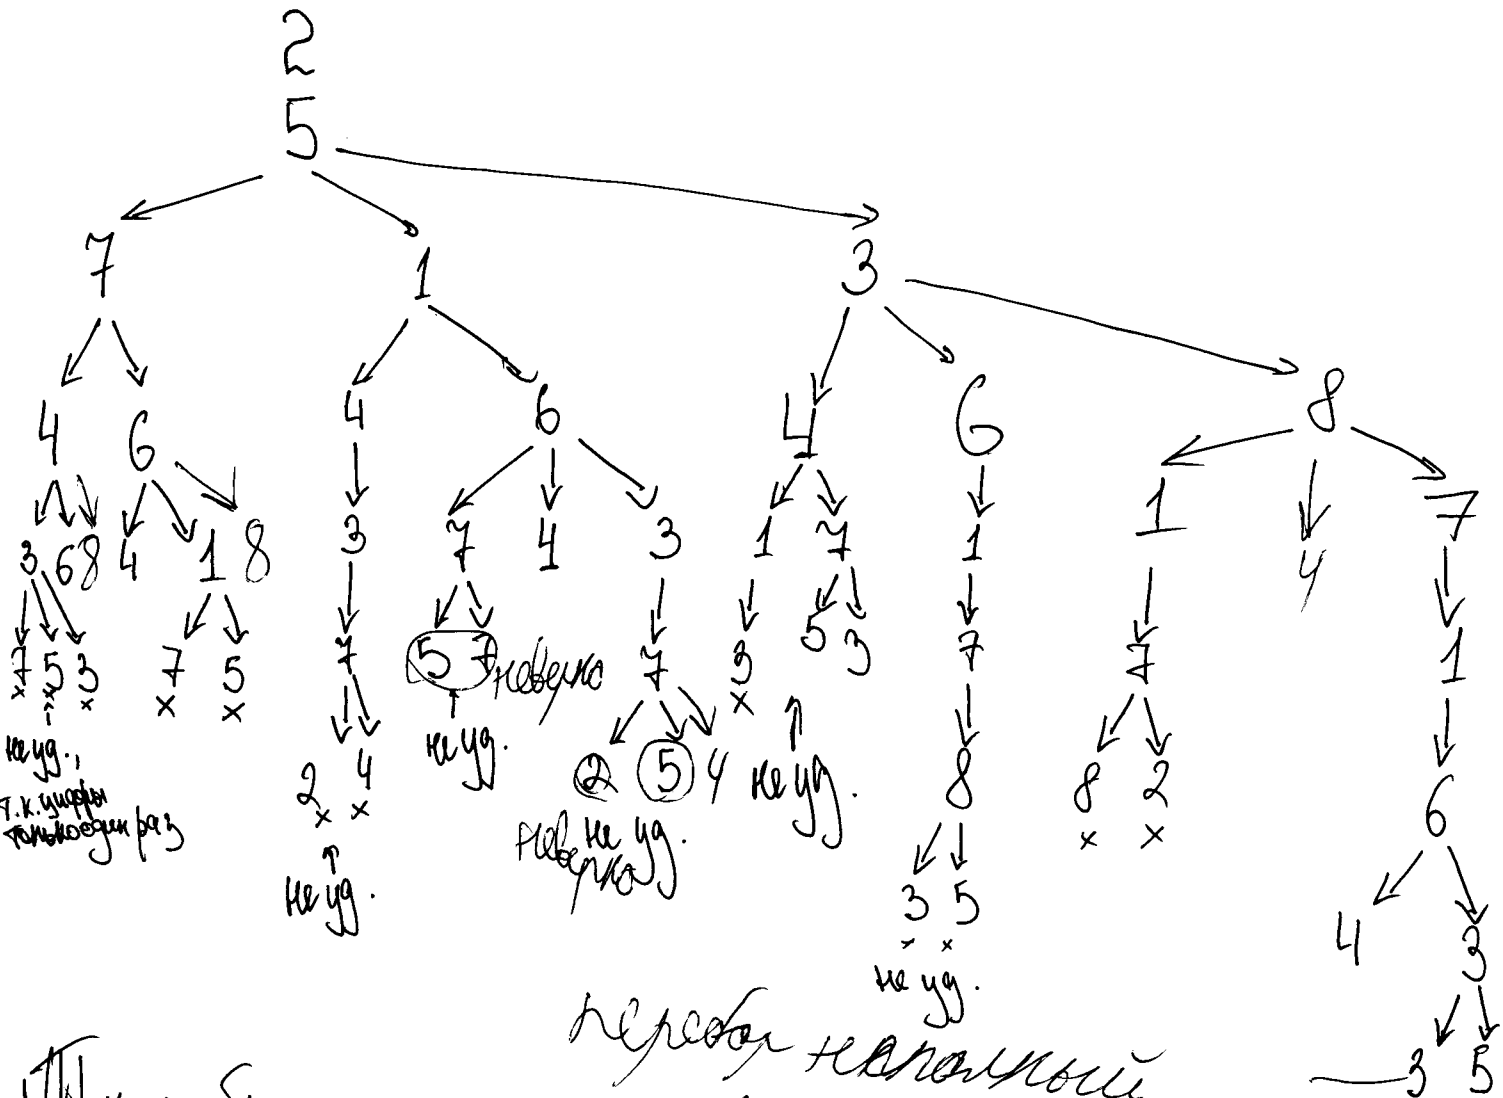 2
5
7 1 3
4 6 4 6 4 6 8
3 6 8 4 1 8 3 7 4 3 1 7 1 1 4 7
7 5 3 7 5 7 5 7 неверно 7 3 5 3 7 7 1
не уд.,
т.к. цифры
только один раз
2 4
не уд.
не уд.
2 5 4
неверно
не уд.
не уд.
8
3 5
не уд.
8 2
6
4 3
3 5
перебор неполный